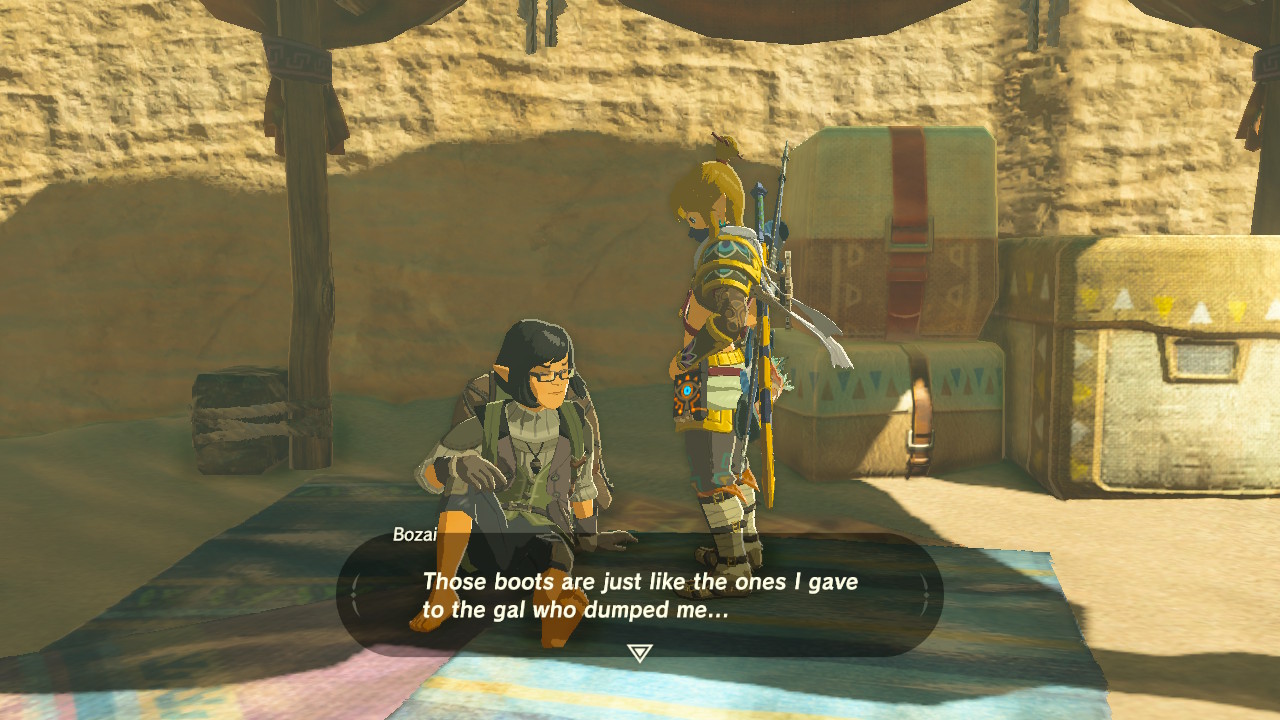 Bozai
Those boots are just like the ones I gave
to the gal who dumped me...